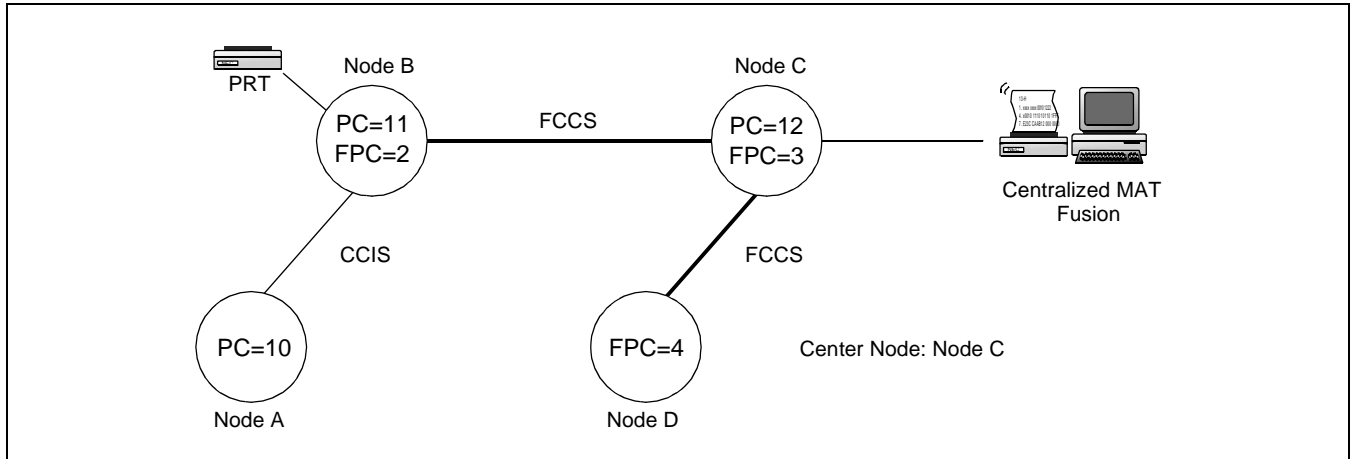 Node B
Node C
PRT
PC=11
FPC=2
FCCS
PC=12
FPC=3
Centralized MAT
Fusion
CCIS
FCCS
PC=10
FPC=4
Center Node: Node C
Node A
Node D